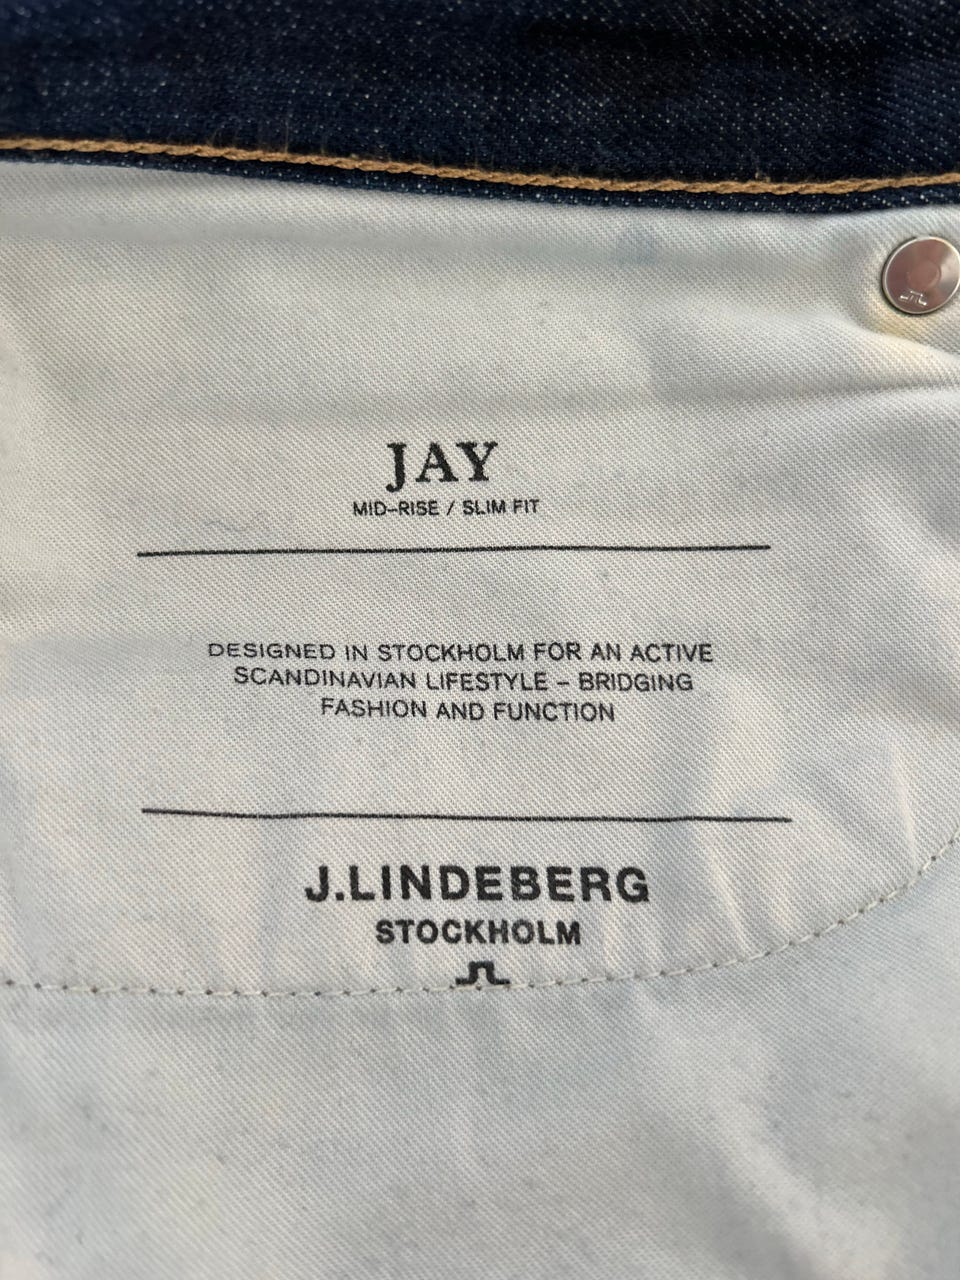 JAY
MID-RISE / SLIM FIT
DESIGNED IN STOCKHOLM FOR AN ACTIVE
SCANDINAVIAN LIFESTYLE – BRIDGING
FASHION AND FUNCTION
J.LINDEBERG
STOCKHOLM